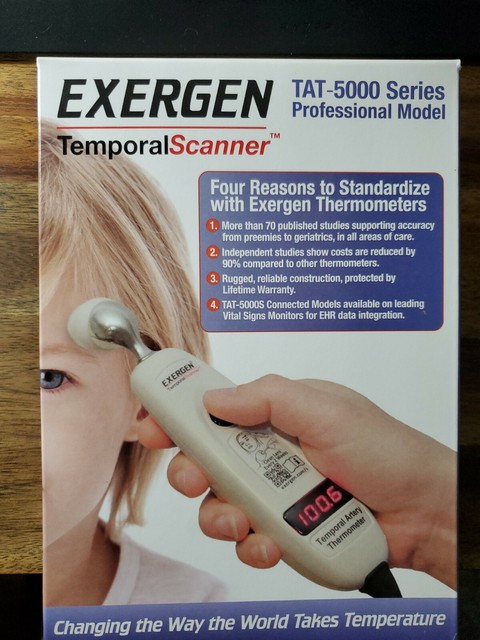 EXERGEN
TemporalScanner™
TAT-5000 Series
Professional Model
Four Reasons to Standardize
with Exergen Thermometers
1. More than 70 published studies supporting accuracy
from preemies to geriatrics, in all areas of care.
2. Independent studies show costs are reduced by
90% compared to other thermometers.
3. Rugged, reliable construction, protected by
Lifetime Warranty.
4. TAT-5000S Connected Models available on leading
Vital Signs Monitors for EHR data integration.
EXERGEN
TemporalScanner
100.6
Temporal Artery
Thermometer
Changing the Way the World Takes Temperature